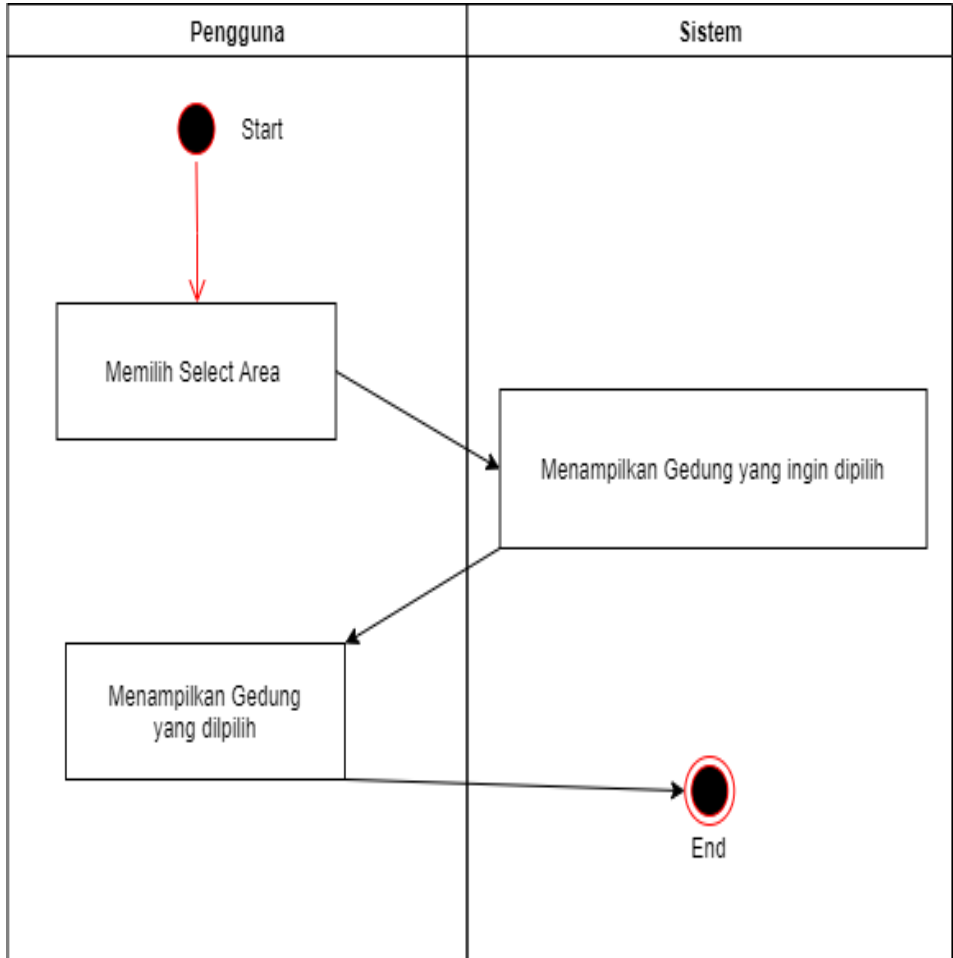 Pengguna
Sistem
Start
Memilih Select Area
Menampilkan Gedung yang ingin dipilih
Menampilkan Gedung
yang dilpilih
End